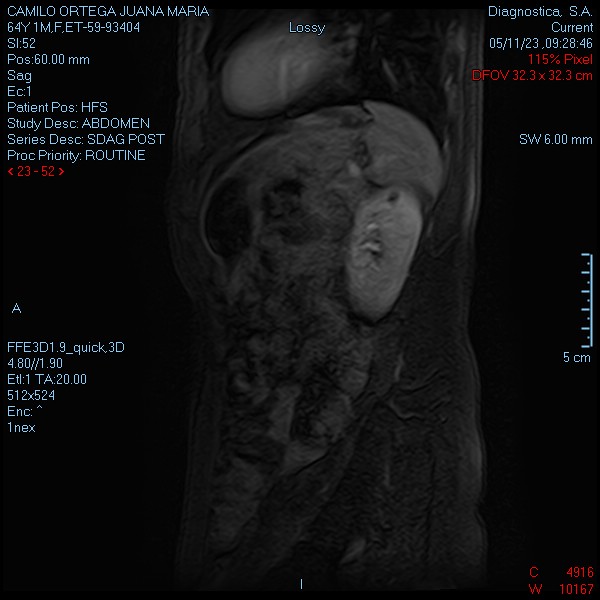 CAMILO ORTEGA JUANA MARIA
64Y 1M,F,ET-59-93404
Sl:52
Pos:60.00 mm
Sag
Ec:1
Patient Pos: HFS
Study Desc: ABDOMEN
Series Desc: SDAG POST
Proc Priority: ROUTINE
< 23 - 52 >
Lossy
Diagnostica, S.A.
Current
05/11/23 ,09:28:46
115% Pixel
DFOV 32.3 x 32.3 cm
SW 6.00 mm
A
5 cm
FFE3D1.9_quick,3D
4.80//1.90
Etl:1 TA:20.00
512x524
Enc: ^
1nex
I
C 4916
W 10167